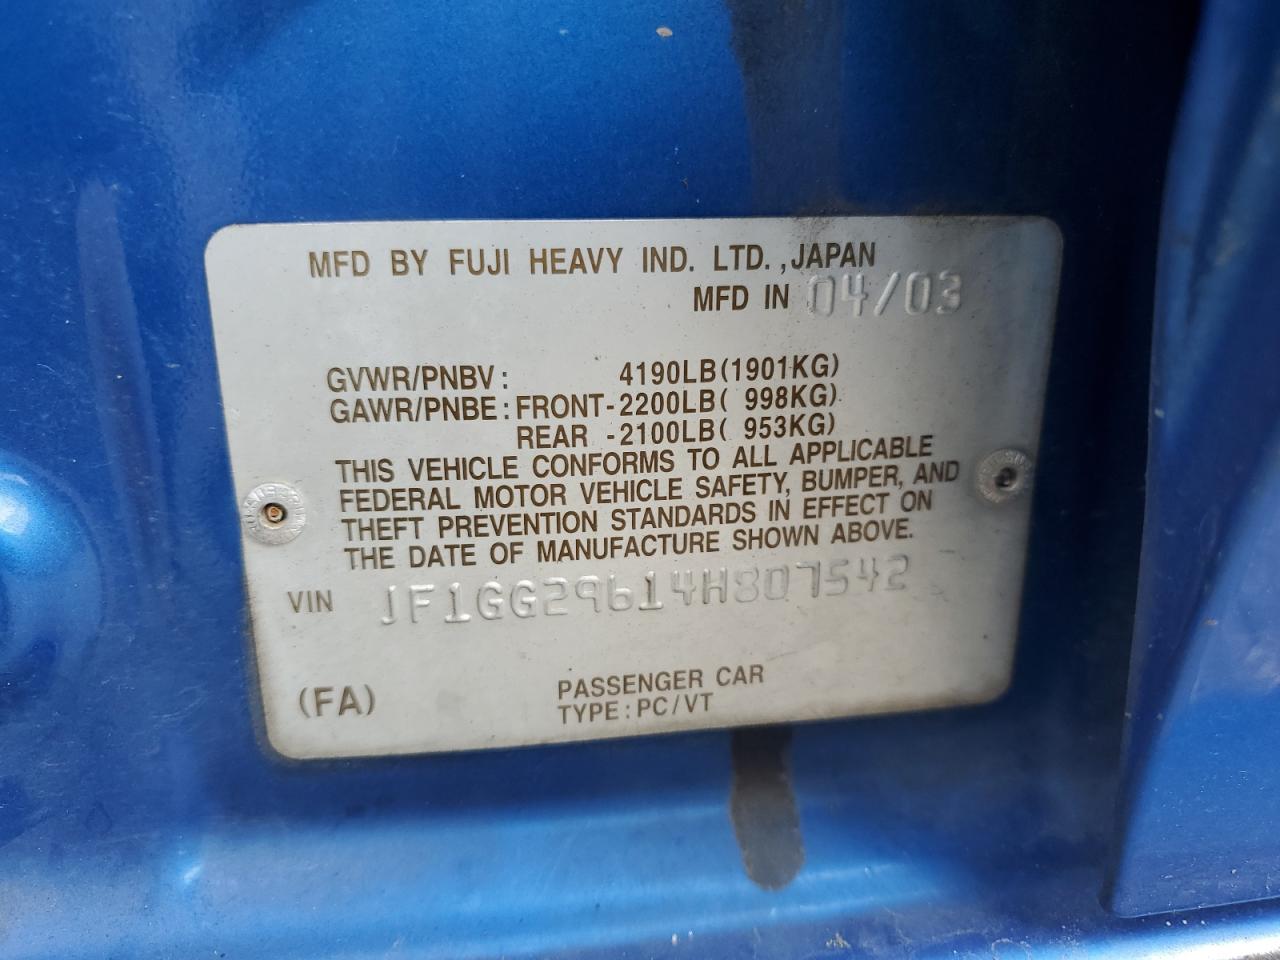 MFD BY FUJI HEAVY IND. LTD.,JAPAN
MFD IN 04/03
GVWR/PNBV: 4190LB(1901KG)
GAWR/PNBE:FRONT-2200LB( 998KG)
REAR -2100LB( 953KG)
THIS VEHICLE CONFORMS TO ALL APPLICABLE
FEDERAL MOTOR VEHICLE SAFETY, BUMPER, AND
THEFT PREVENTION STANDARDS IN EFFECT ON
THE DATE OF MANUFACTURE SHOWN ABOVE.
VIN JF1GG29614H807542
(FA) PASSENGER CAR
TYPE:PC/VT